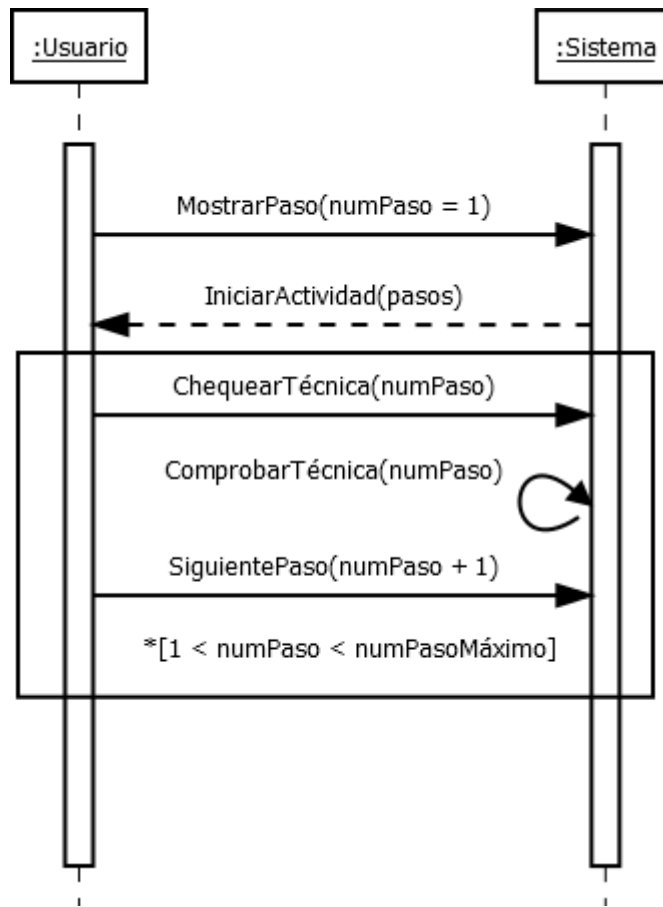 :Usuario
:Sistema
MostrarPaso(numPaso = 1)
IniciarActividad(pasos)
ChequearTécnica(numPaso)
ComprobarTécnica(numPaso)
SiguientePaso(numPaso + 1)
*[1 < numPaso < numPasoMáximo]